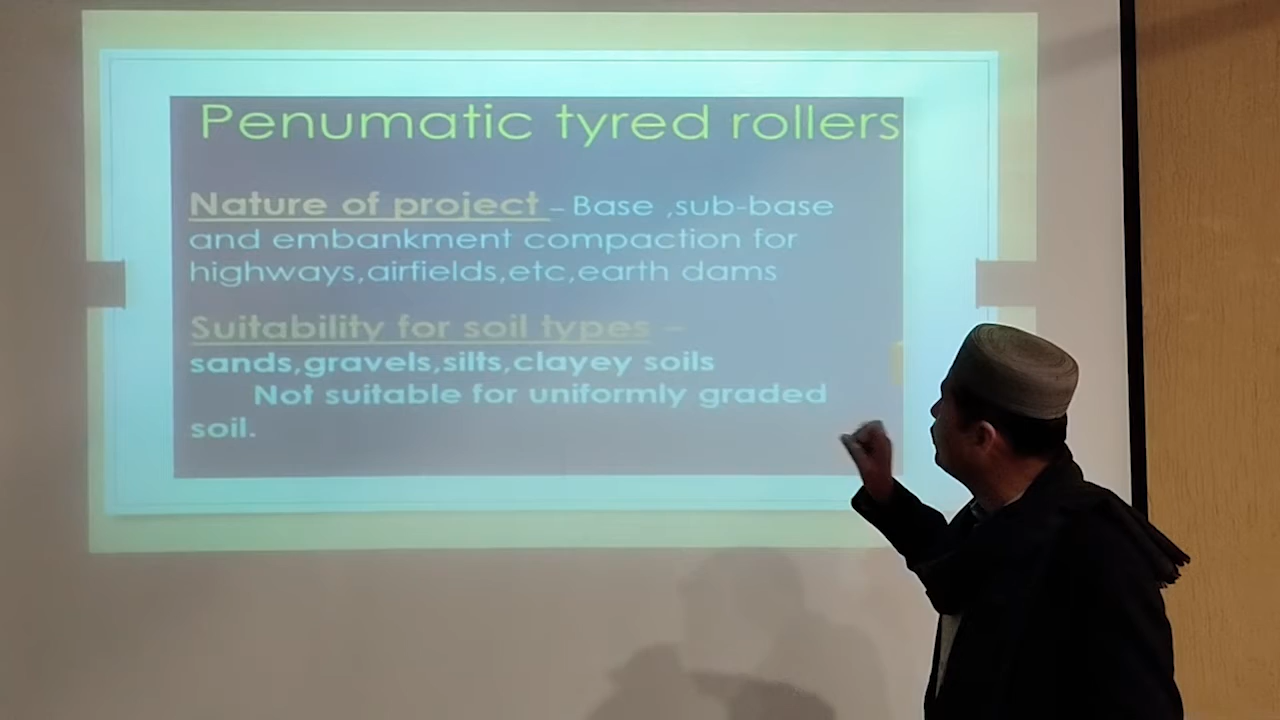 Penumatic tyred rollers
Nature of project – Base ,sub-base
and embankment compaction for
highways,airfields,etc,earth dams
Suitability for soil types –
sands,gravels,silts,clayey soils
Not suitable for uniformly graded
soil.